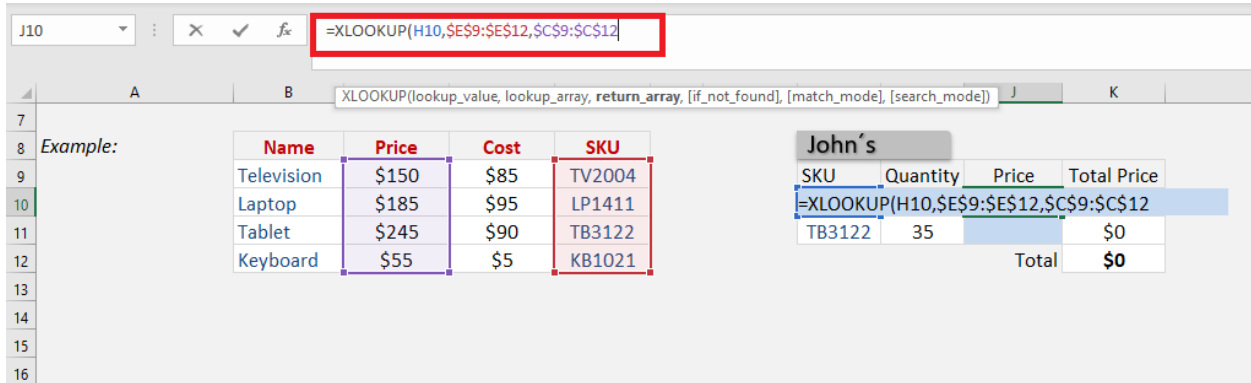 J10 fx =XLOOKUP(H10,$E$9:$E$12,$C$9:$C$12
A B J K
XLOOKUP(lookup_value, lookup_array, return_array, [if_not_found], [match_mode], [search_mode])
7
8 Example: Name Price Cost SKU John´s
9 Television $150 $85 TV2004 SKU Quantity Price Total Price
10 Laptop $185 $95 LP1411 =XLOOKUP(H10,$E$9:$E$12,$C$9:$C$12
11 Tablet $245 $90 TB3122 TB3122 35 $0
12 Keyboard $55 $5 KB1021 Total $0
13
14
15
16